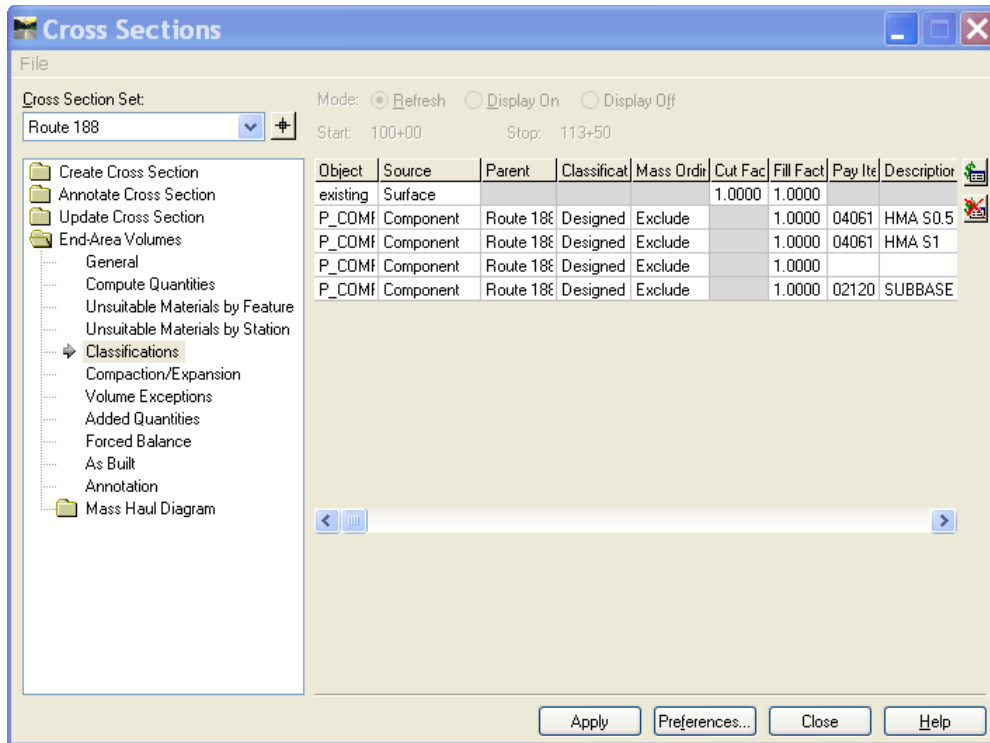 Cross Sections
File
Cross Section Set:
Route 188
Mode: Refresh Display On Display Off
Start: 100+00 Stop: 113+50
Create Cross Section
Annotate Cross Section
Update Cross Section
End-Area Volumes
General
Compute Quantities
Unsuitable Materials by Feature
Unsuitable Materials by Station
Classifications
Compaction/Expansion
Volume Exceptions
Added Quantities
Forced Balance
As Built
Annotation
Mass Haul Diagram
Object Source Parent Classificat Mass Ordin Cut Fac Fill Fact Pay Ite Description
existing Surface 1.0000 1.0000
P_COMF Component Route 188 Designed Exclude 1.0000 04061 HMA S0.5
P_COMF Component Route 188 Designed Exclude 1.0000 04061 HMA S1
P_COMF Component Route 188 Designed Exclude 1.0000
P_COMF Component Route 188 Designed Exclude 1.0000 02120 SUBBASE
Apply Preferences... Close Help